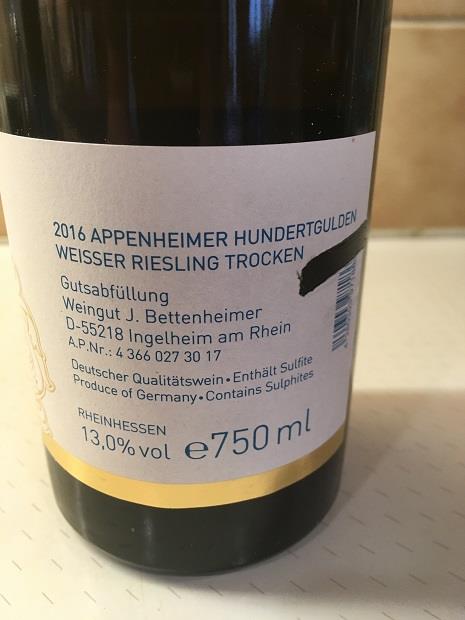 2016 APPENHEIMER HUNDERTGULDEN
WEISSER RIESLING TROCKEN
Gutsabfüllung
Weingut J. Bettenheimer
D-55218 Ingelheim am Rhein
A.P.Nr.: 4 366 027 30 17
Deutscher Qualitätswein • Enthält Sulfite
Produce of Germany • Contains Sulphites
RHEINHESSEN
13,0% vol ℮750 ml